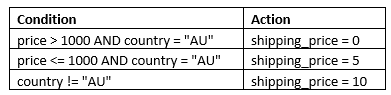 Condition Action
price > 1000 AND country = "AU" shipping_price = 0
price <= 1000 AND country = "AU" shipping_price = 5
country != "AU" shipping_price = 10